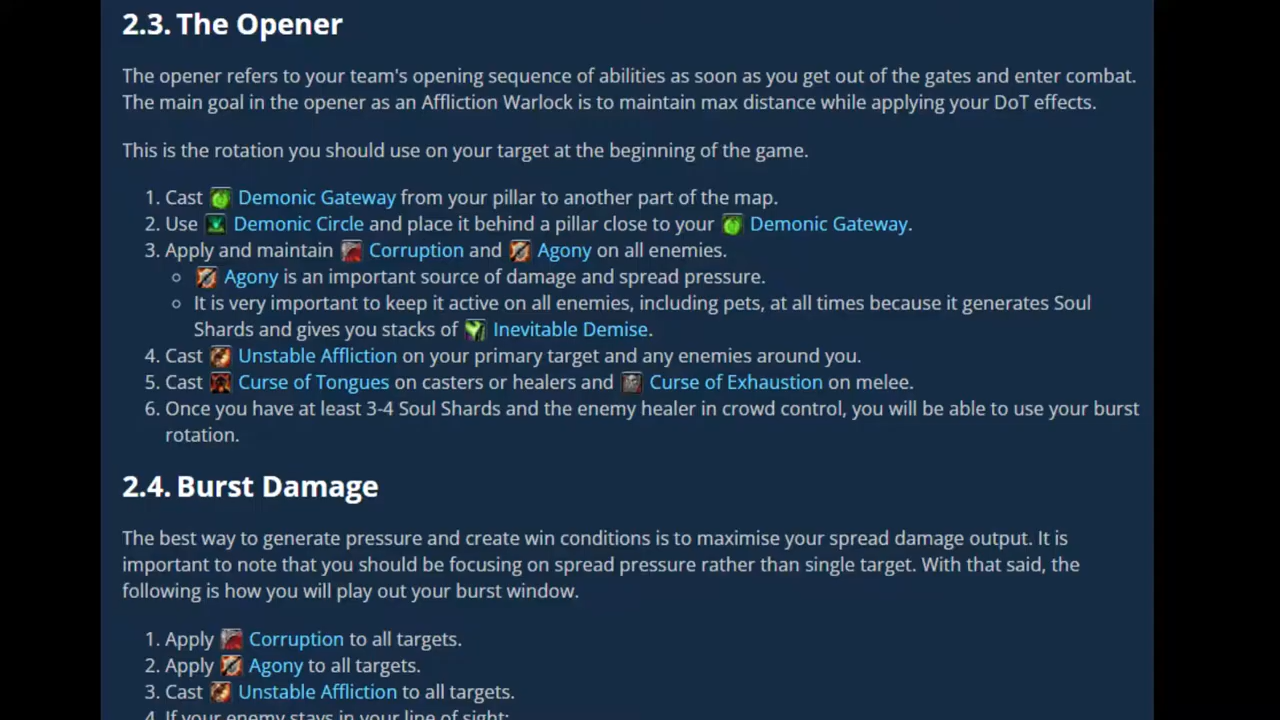 2.3. The Opener
The opener refers to your team's opening sequence of abilities as soon as you get out of the gates and enter combat.
The main goal in the opener as an Affliction Warlock is to maintain max distance while applying your DoT effects.
This is the rotation you should use on your target at the beginning of the game.
1. Cast Demonic Gateway from your pillar to another part of the map.
2. Use Demonic Circle and place it behind a pillar close to your Demonic Gateway.
3. Apply and maintain Corruption and Agony on all enemies.
Agony is an important source of damage and spread pressure.
It is very important to keep it active on all enemies, including pets, at all times because it generates Soul
Shards and gives you stacks of Inevitable Demise.
4. Cast Unstable Affliction on your primary target and any enemies around you.
5. Cast Curse of Tongues on casters or healers and Curse of Exhaustion on melee.
6. Once you have at least 3-4 Soul Shards and the enemy healer in crowd control, you will be able to use your burst
rotation.
2.4. Burst Damage
The best way to generate pressure and create win conditions is to maximise your spread damage output. It is
important to note that you should be focusing on spread pressure rather than single target. With that said, the
following is how you will play out your burst window.
1. Apply Corruption to all targets.
2. Apply Agony to all targets.
3. Cast Unstable Affliction to all targets.
4. If your enemy stays in your line of sight: